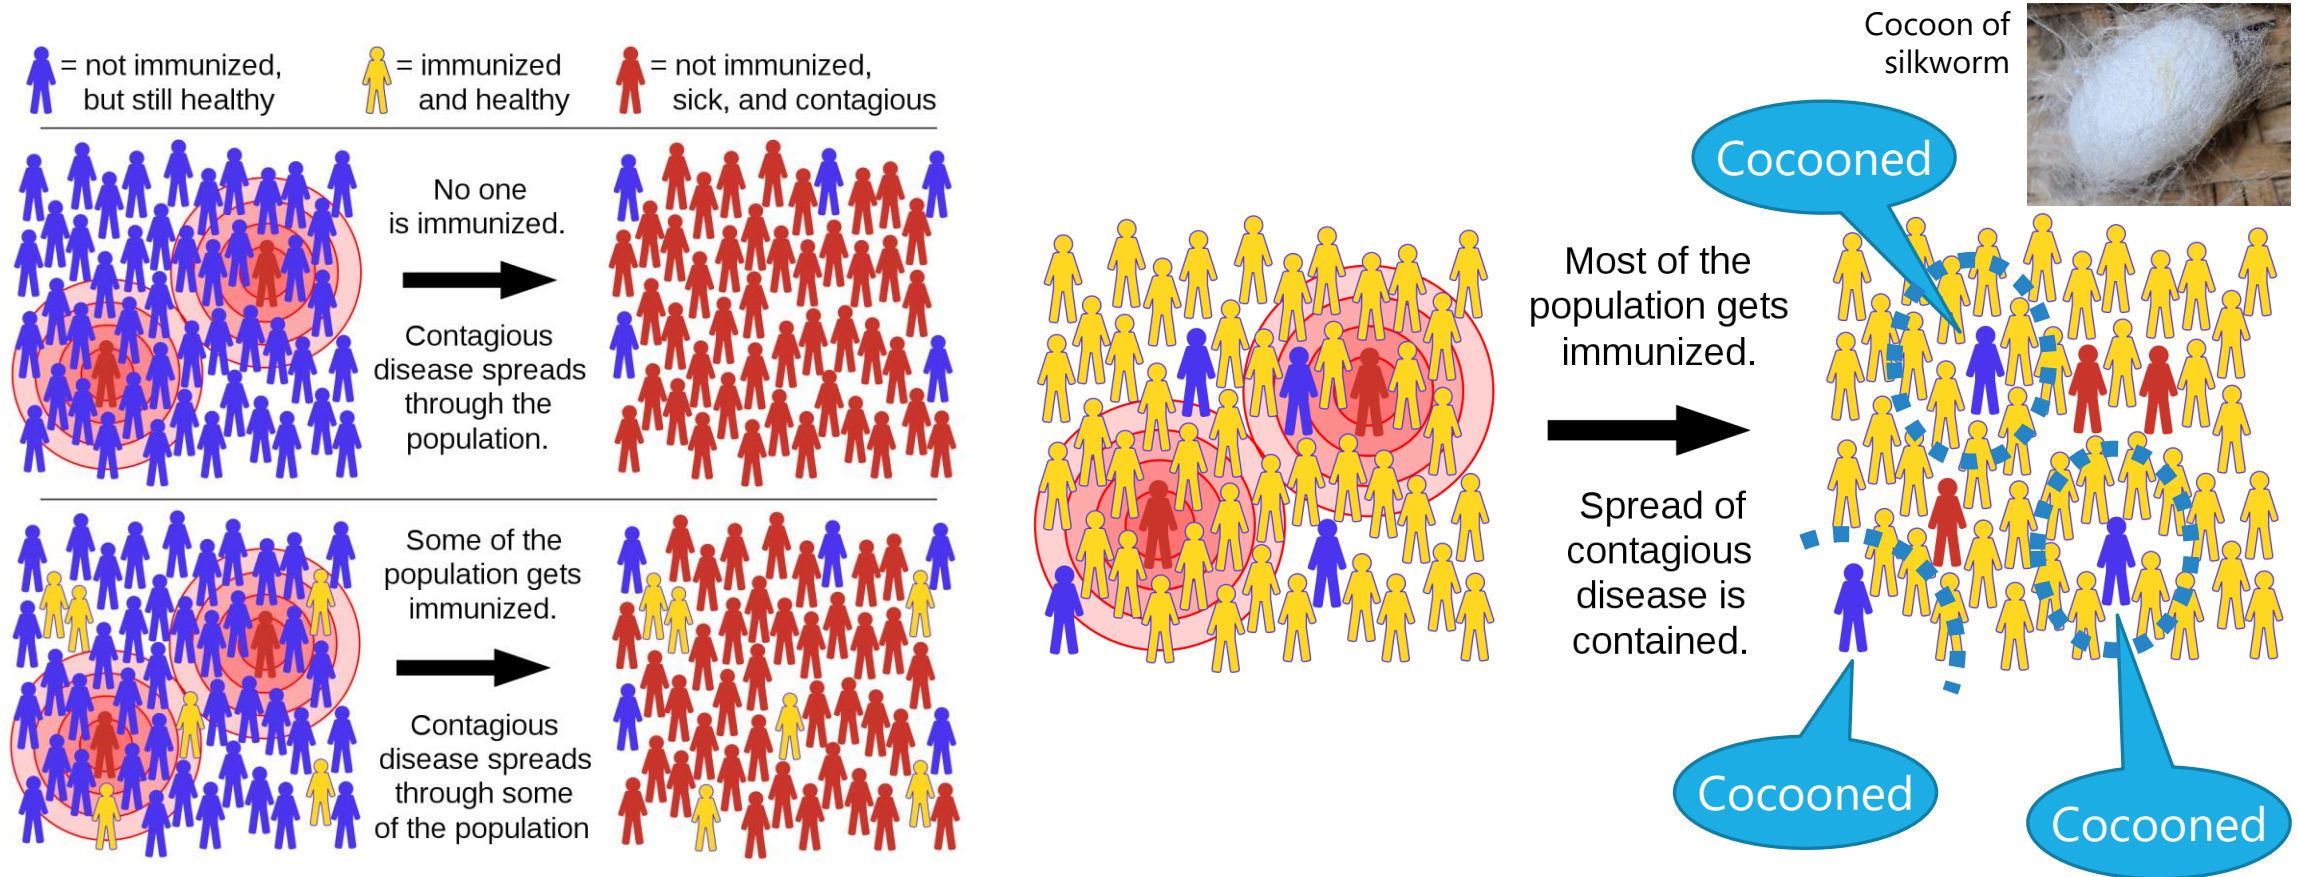 = not immunized,
but still healthy
= immunized
and healthy
= not immunized,
sick, and contagious
No one
is immunized.
Contagious
disease spreads
through the
population.
Some of the
population gets
immunized.
Contagious
disease spreads
through some
of the population
Most of the
population gets
immunized.
Spread of
contagious
disease is
contained.
Cocoon of
silkworm
Cocooned
Cocooned
Cocooned